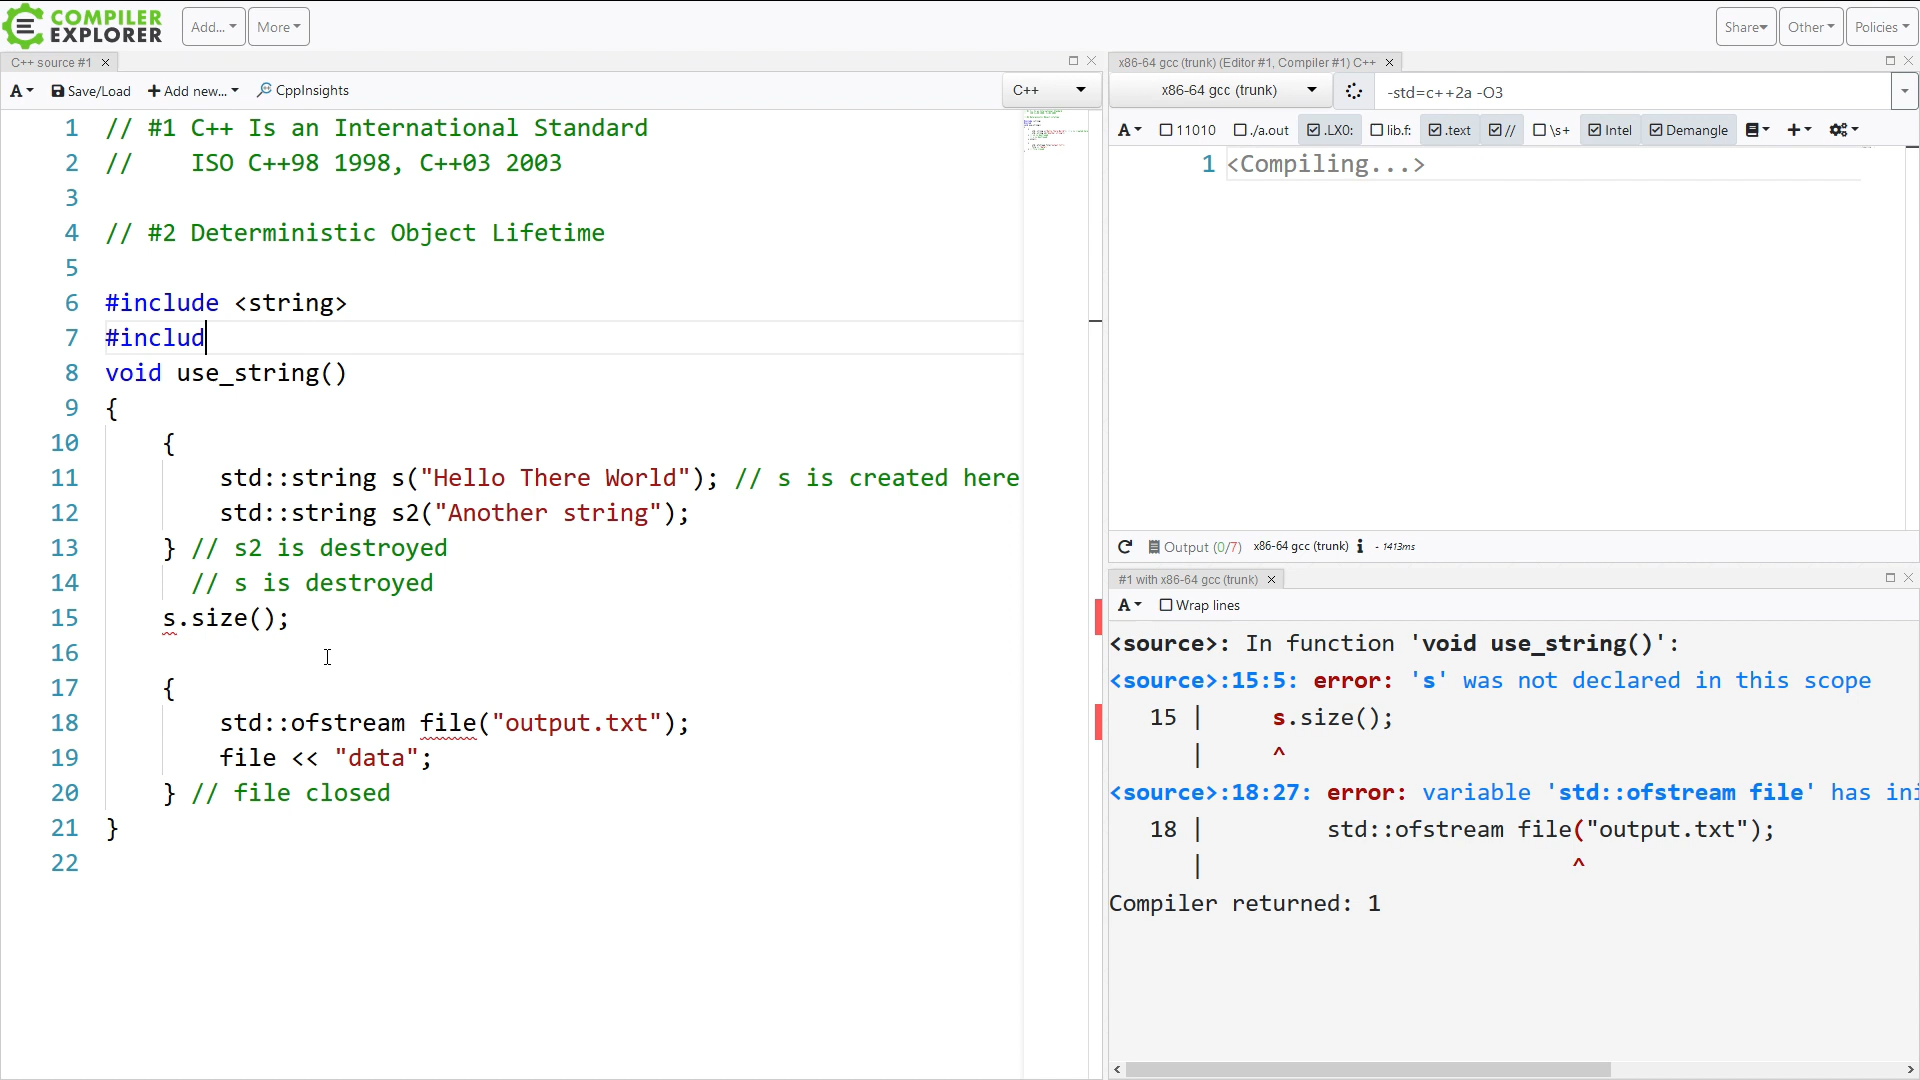 COMPILER
EXPLORER
Add...
More
Share
Other
Policies
C++ source #1
A
Save/Load
Add new...
CppInsights
C++
1 // #1 C++ Is an International Standard
2 //     ISO C++98 1998, C++03 2003
3
4 // #2 Deterministic Object Lifetime
5
6 #include <string>
7 #includ
8 void use_string()
9 {
10     {
11         std::string s("Hello There World"); // s is created here
12         std::string s2("Another string");
13     } // s2 is destroyed
14       // s is destroyed
15     s.size();
16
17     {
18         std::ofstream file("output.txt");
19         file << "data";
20     } // file closed
21 }
22
x86-64 gcc (trunk) (Editor #1, Compiler #1) C++
x86-64 gcc (trunk)
-std=c++2a -O3
A 11010 ./a.out .LX0: lib.f: .text // \s+ Intel Demangle
1 <Compiling...>
Output (0/7) x86-64 gcc (trunk) i - 1413ms
#1 with x86-64 gcc (trunk)
A Wrap lines
<source>: In function 'void use_string()':
<source>:15:5: error: 's' was not declared in this scope
15 |     s.size();
|     ^
<source>:18:27: error: variable 'std::ofstream file' has ini
18 |         std::ofstream file("output.txt");
|                           ^
Compiler returned: 1